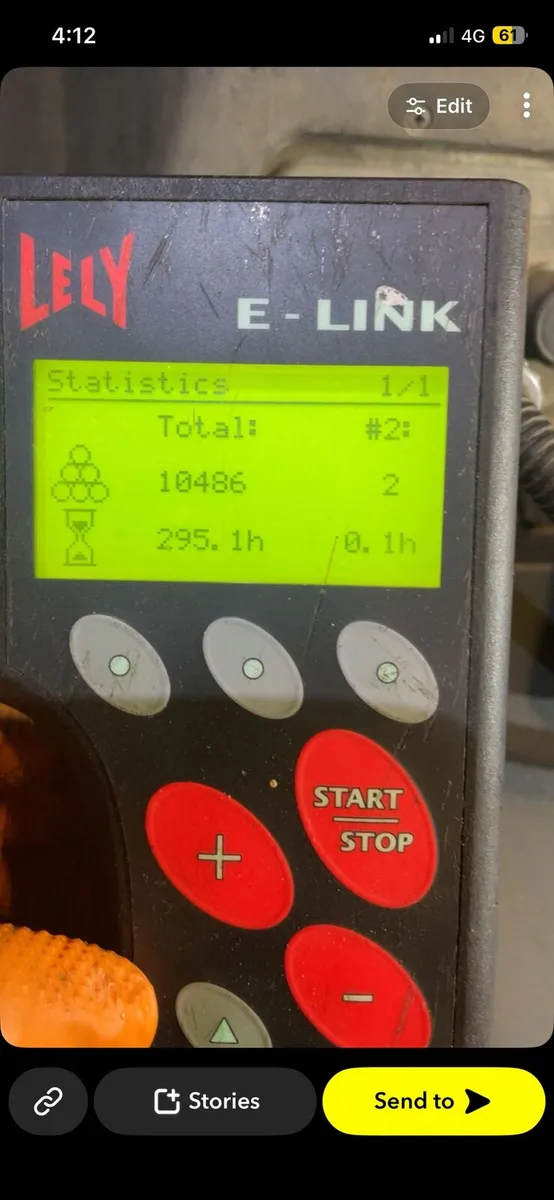 4:12
4G 61
Edit
LELY
E - LINK
Statistics 1/1
Total: #2:
10486 2
295.1h 0.1h
START
STOP
+
-
Stories
Send to